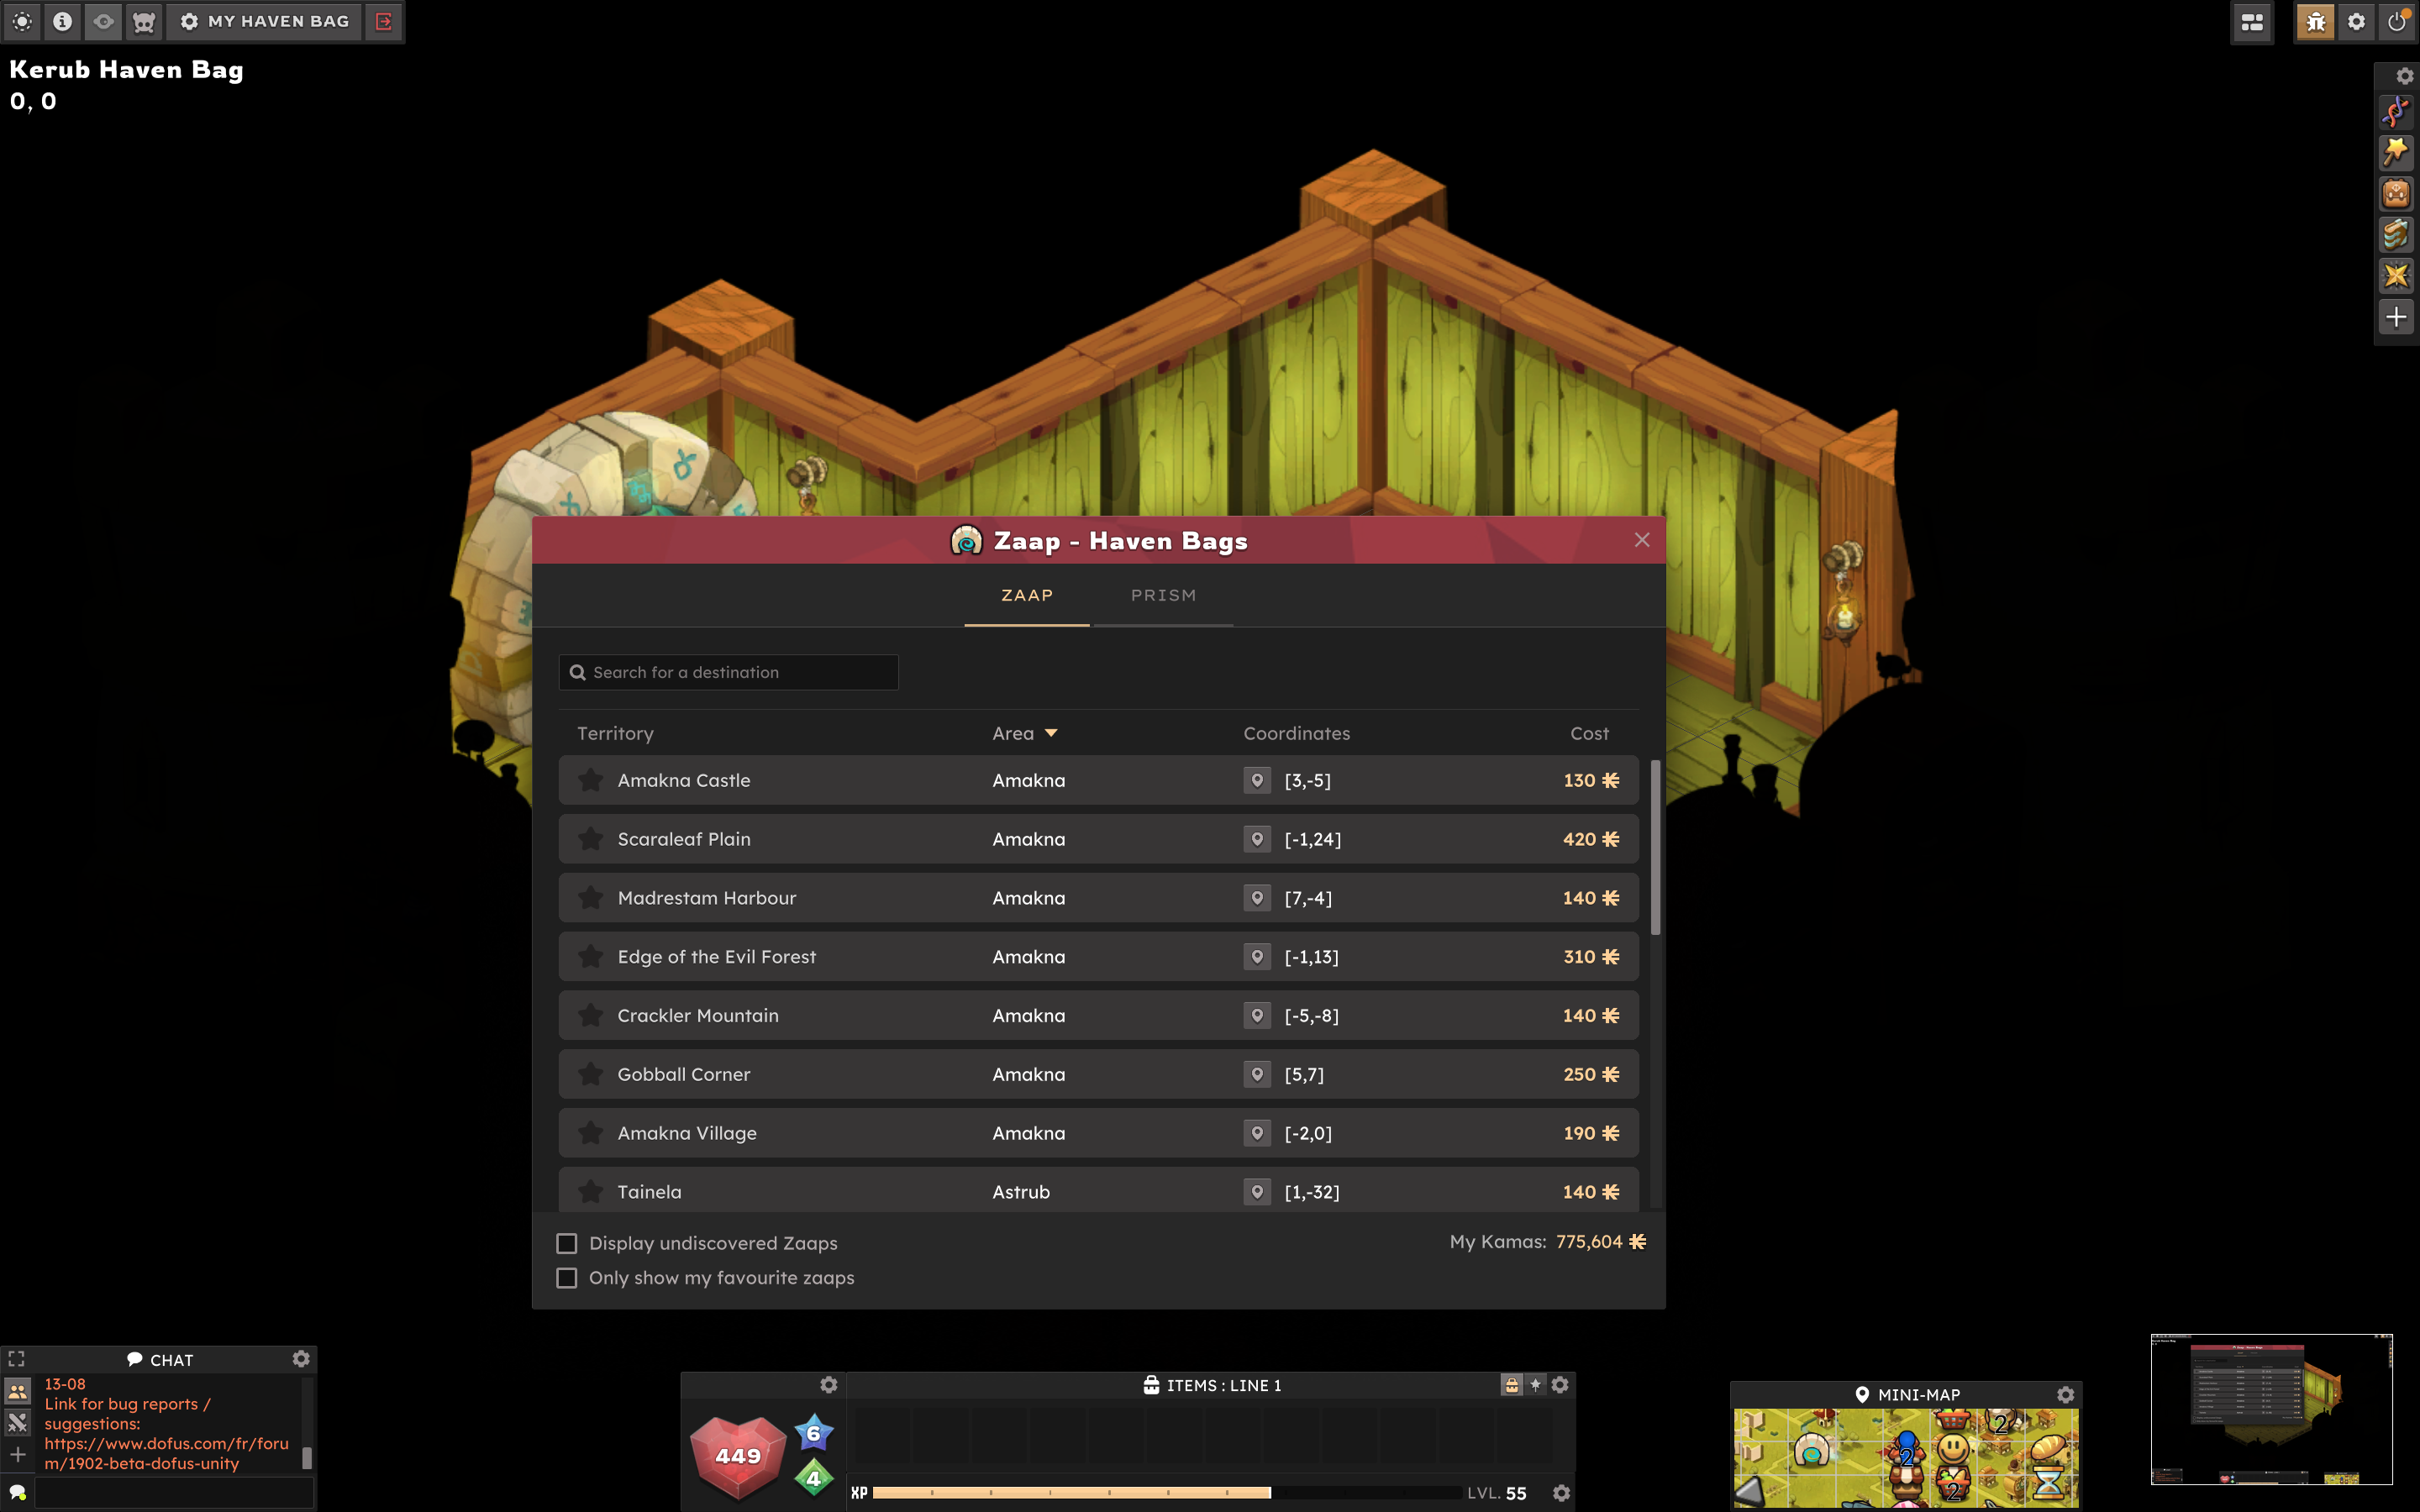 MY HAVEN BAG
Kerub Haven Bag
0, 0
Zaap - Haven Bags
ZAAP PRISM
Search for a destination
Territory Area Coordinates Cost
Amakna Castle Amakna [3,-5] 130
Scaraleaf Plain Amakna [-1,24] 420
Madrestam Harbour Amakna [7,-4] 140
Edge of the Evil Forest Amakna [-1,13] 310
Crackler Mountain Amakna [-5,-8] 140
Gobball Corner Amakna [5,7] 250
Amakna Village Amakna [-2,0] 190
Tainela Astrub [1,-32] 140
Display undiscovered Zaaps
My Kamas: 775,604
Only show my favourite zaaps
CHAT
13-08
Link for bug reports /
suggestions:
https://www.dofus.com/fr/foru
m/1902-beta-dofus-unity
449
6
4
ITEMS : LINE 1
XP
LVL. 55
MINI-MAP
2
2
2